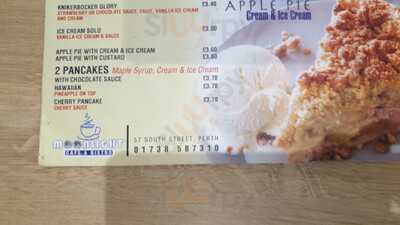 KNIKERBOCKER GLORY £3.40
STRAWBERRY OR CHOCOLATE SAUCE, FRUIT, VANILLA ICE CREAM
AND CREAM
ICE CREAM SOLO £3.00
VANILLA ICE CREAM & SAUCE
APPLE PIE WITH CREAM & ICE CREAM £3.60
APPLE PIE WITH CUSTARD £3.60
2 PANCAKES Maple Syrup, Cream & Ice Cream
WITH CHOCOLATE SAUCE £3.70
HAWAIIAN £3.70
PINEAPPLE ON TOP
CHERRY PANCAKE £3.70
CHERRY SAUCE
APPLE PIE
Cream & Ice Cream
MOONLIGHT
CAFE & BISTRO
57 SOUTH STREET, PERTH
01738 587310